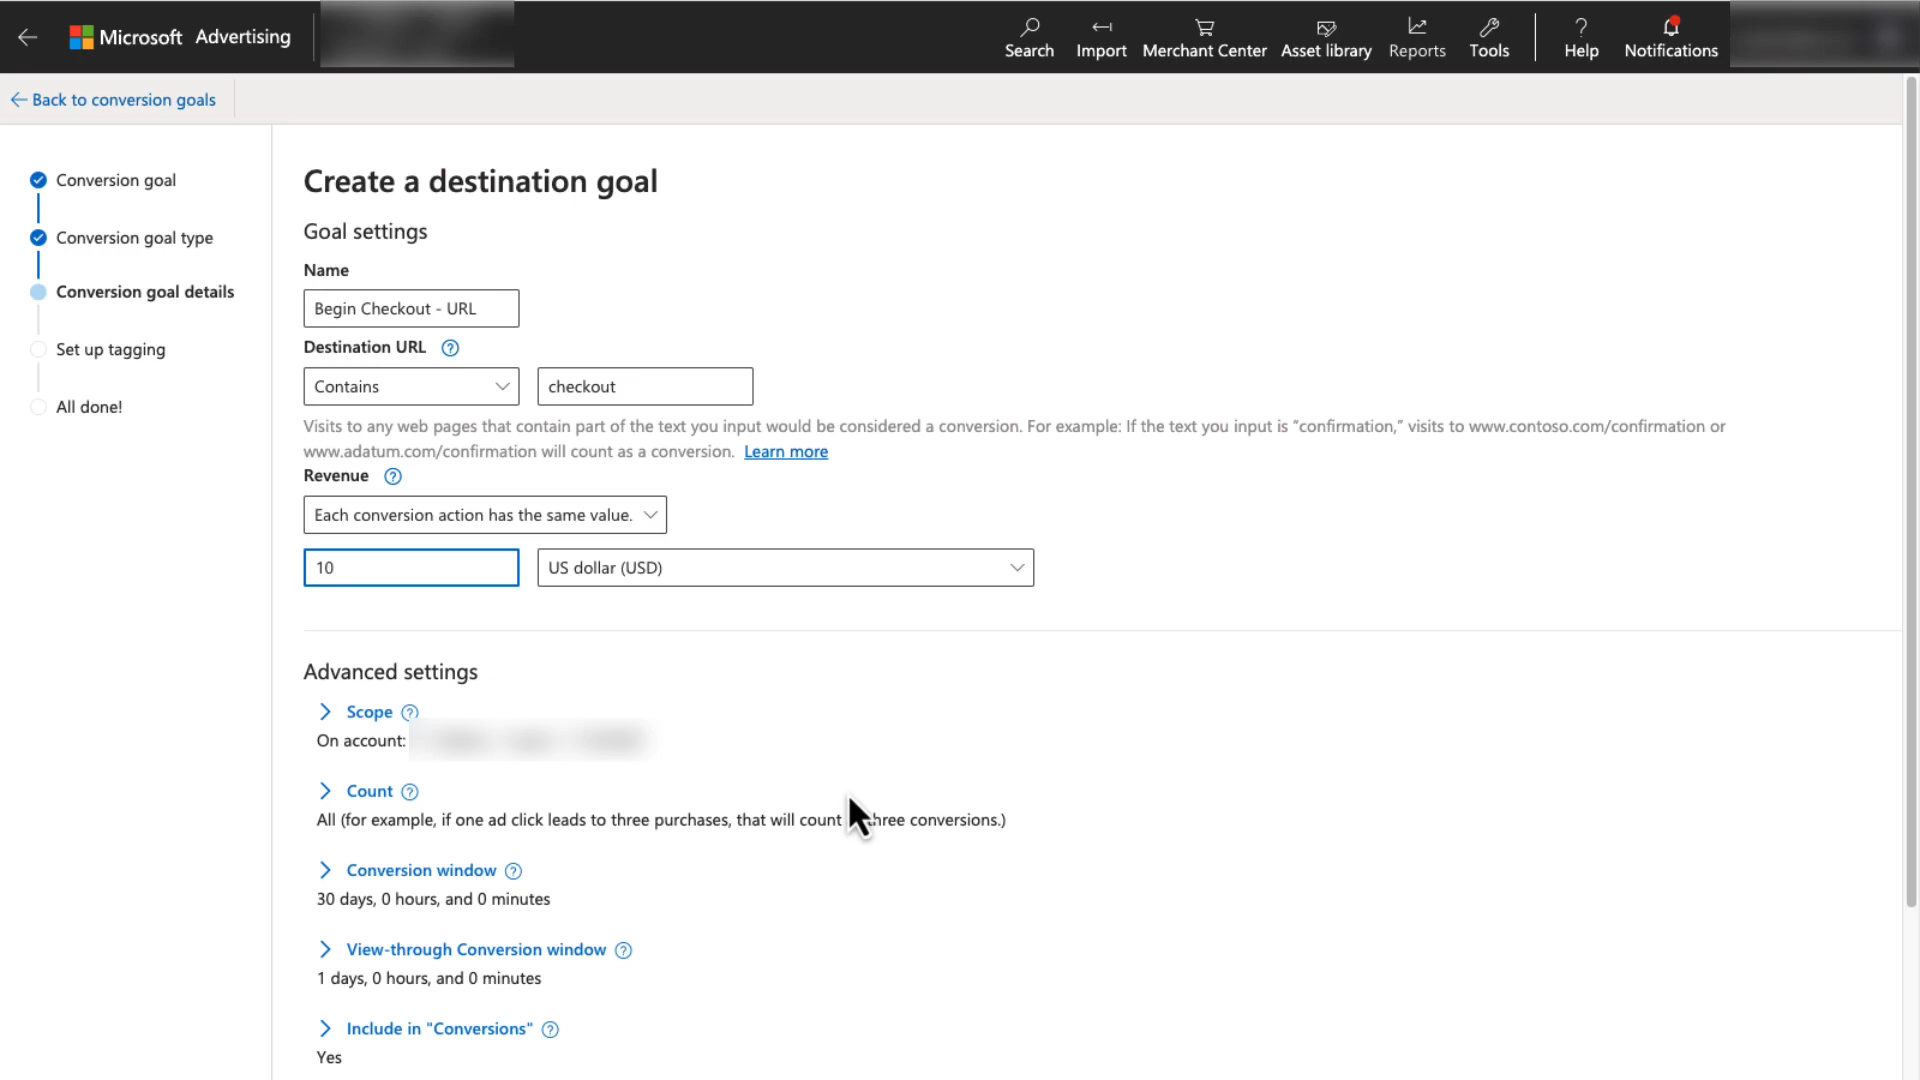 Microsoft Advertising
Search
Import
Merchant Center
Asset library
Reports
Tools
Help
Notifications
Back to conversion goals
Conversion goal
Conversion goal type
Conversion goal details
Set up tagging
All done!
Create a destination goal
Goal settings
Name
Begin Checkout - URL
Destination URL
Contains
checkout
Visits to any web pages that contain part of the text you input would be considered a conversion. For example: If the text you input is “confirmation,” visits to www.contoso.com/confirmation or
www.adatum.com/confirmation will count as a conversion. Learn more
Revenue
Each conversion action has the same value.
10
US dollar (USD)
Advanced settings
Scope
On account:
Count
All (for example, if one ad click leads to three purchases, that will count three conversions.)
Conversion window
30 days, 0 hours, and 0 minutes
View-through Conversion window
1 days, 0 hours, and 0 minutes
Include in "Conversions"
Yes